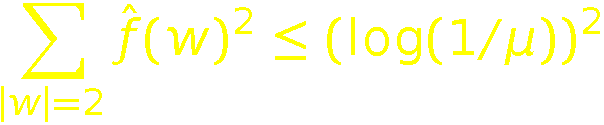 ∑_{|w|=2} f̂(w)² ≤ (log(1/μ))²